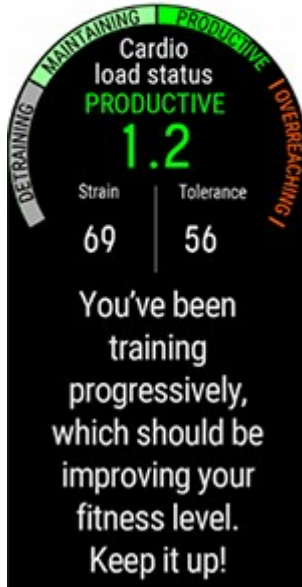 DETRAINING
MAINTAINING
PRODUCTIVE
OVERREACHING
Cardio
load status
PRODUCTIVE
1.2
Strain
Tolerance
69
56
You've been
training
progressively,
which should be
improving your
fitness level.
Keep it up!